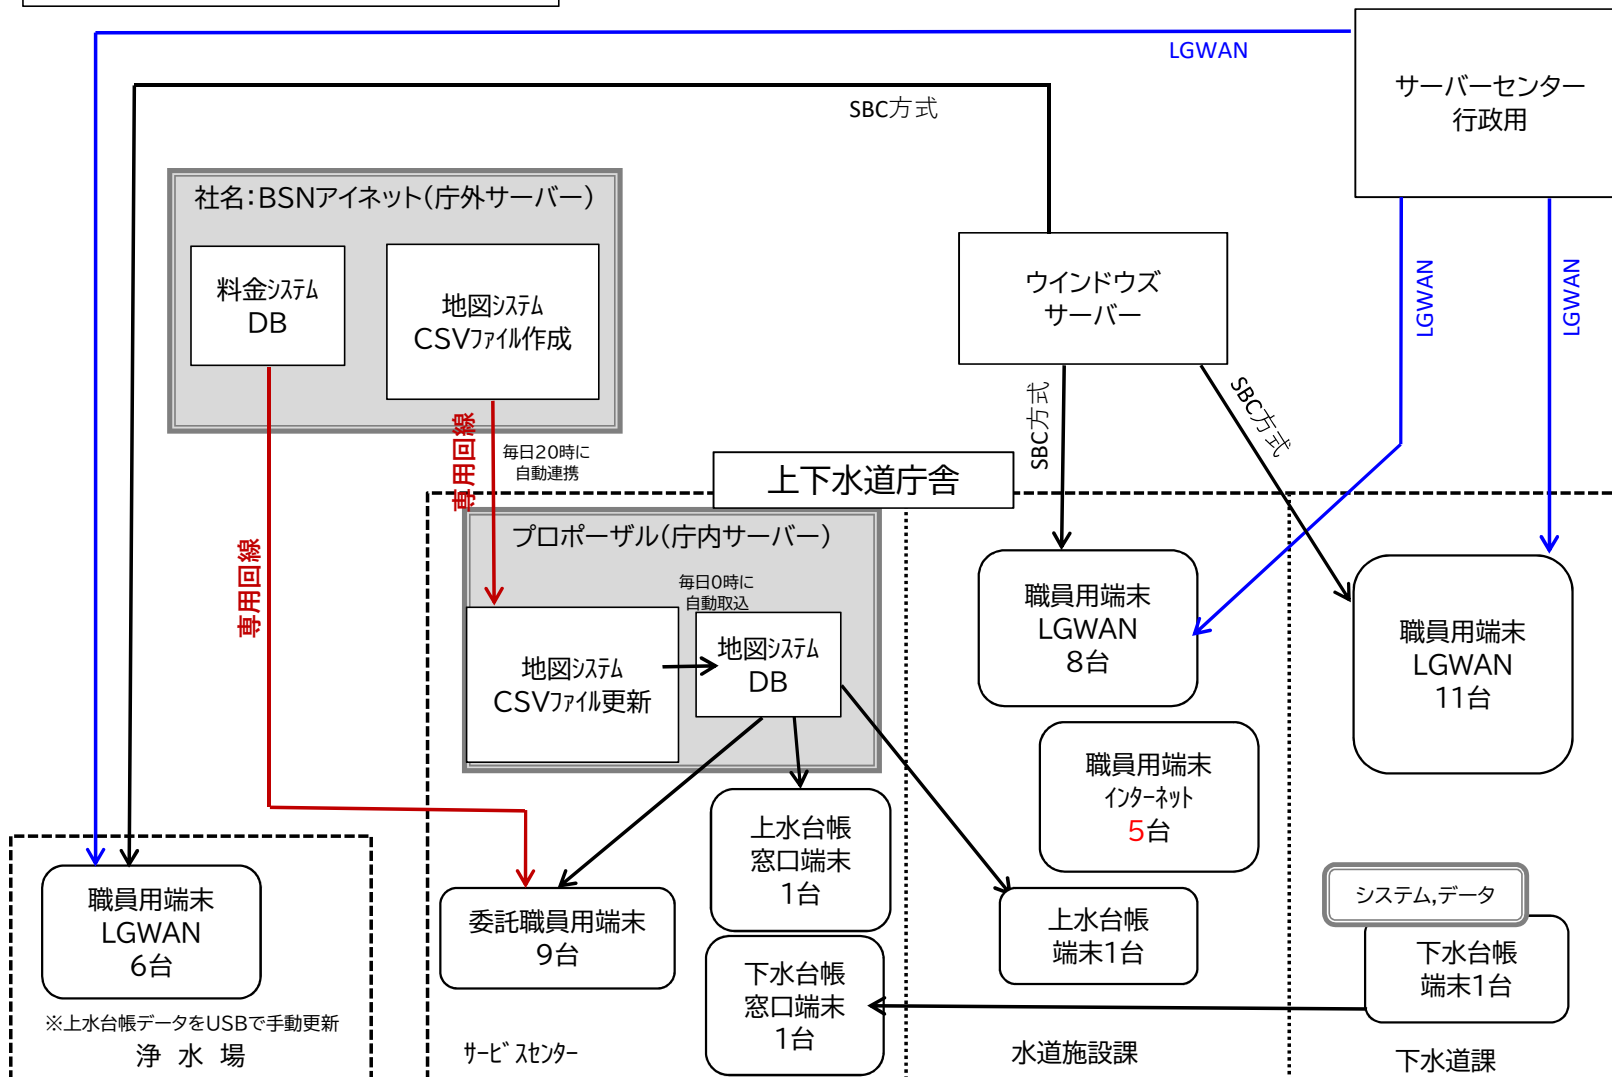 LGWAN
サーバーセンター
行政用
SBC方式
社名：BSNアイネット（庁外サーバー）
料金ｼｽﾃﾑ
DB
地図ｼｽﾃﾑ
CSVﾌｧｲﾙ作成
ウインドウズ
サーバー
LGWAN
LGWAN
SBC方式
SBC方式
専用回線
毎日20時に
自動連携
専用回線
上下水道庁舎
プロポーザル（庁内サーバー）
毎日0時に
自動取込
地図ｼｽﾃﾑ
CSVﾌｧｲﾙ更新
地図ｼｽﾃﾑ
DB
職員用端末
LGWAN
8台
職員用端末
LGWAN
11台
職員用端末
ｲﾝﾀｰﾈｯﾄ
5台
上水台帳
窓口端末
1台
職員用端末
LGWAN
6台
委託職員用端末
9台
上水台帳
端末1台
システム,データ
下水台帳
端末1台
下水台帳
窓口端末
1台
※上水台帳データをUSBで手動更新
浄 水 場
ｻｰﾋﾞｽｾﾝﾀｰ
水道施設課
下水道課